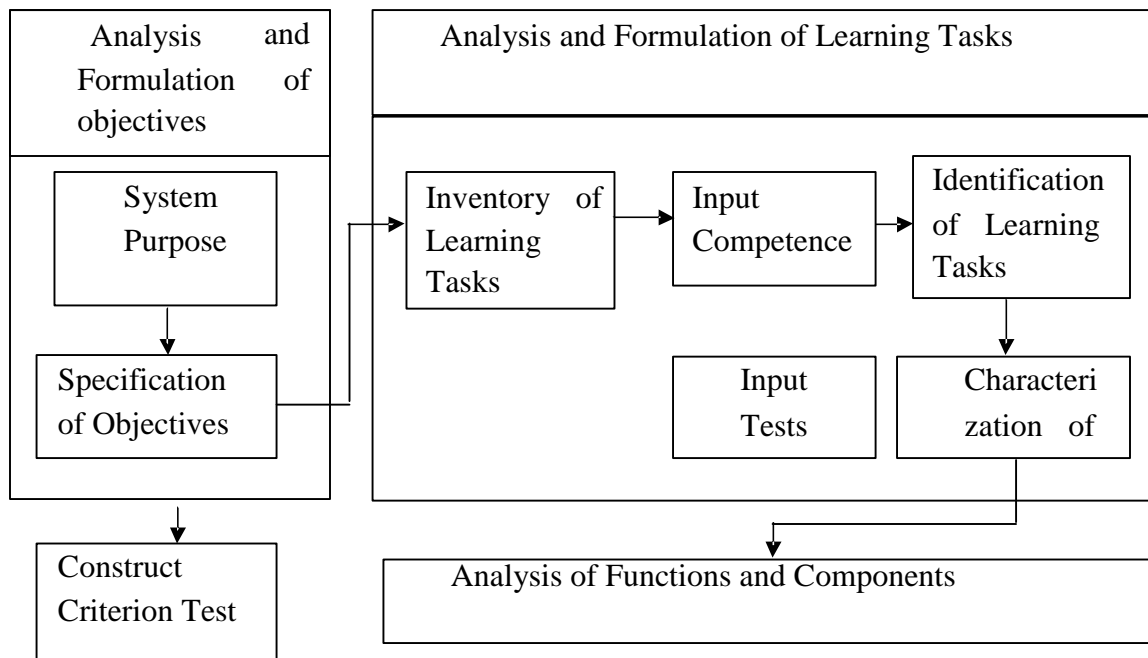 Analysis and
Formulation of
objectives
Analysis and Formulation of Learning Tasks
System
Purpose
Inventory of
Learning
Tasks
Input
Competence
Identification
of Learning
Tasks
Specification
of Objectives
Input
Tests
Characteri
zation of
Construct
Criterion Test
Analysis of Functions and Components